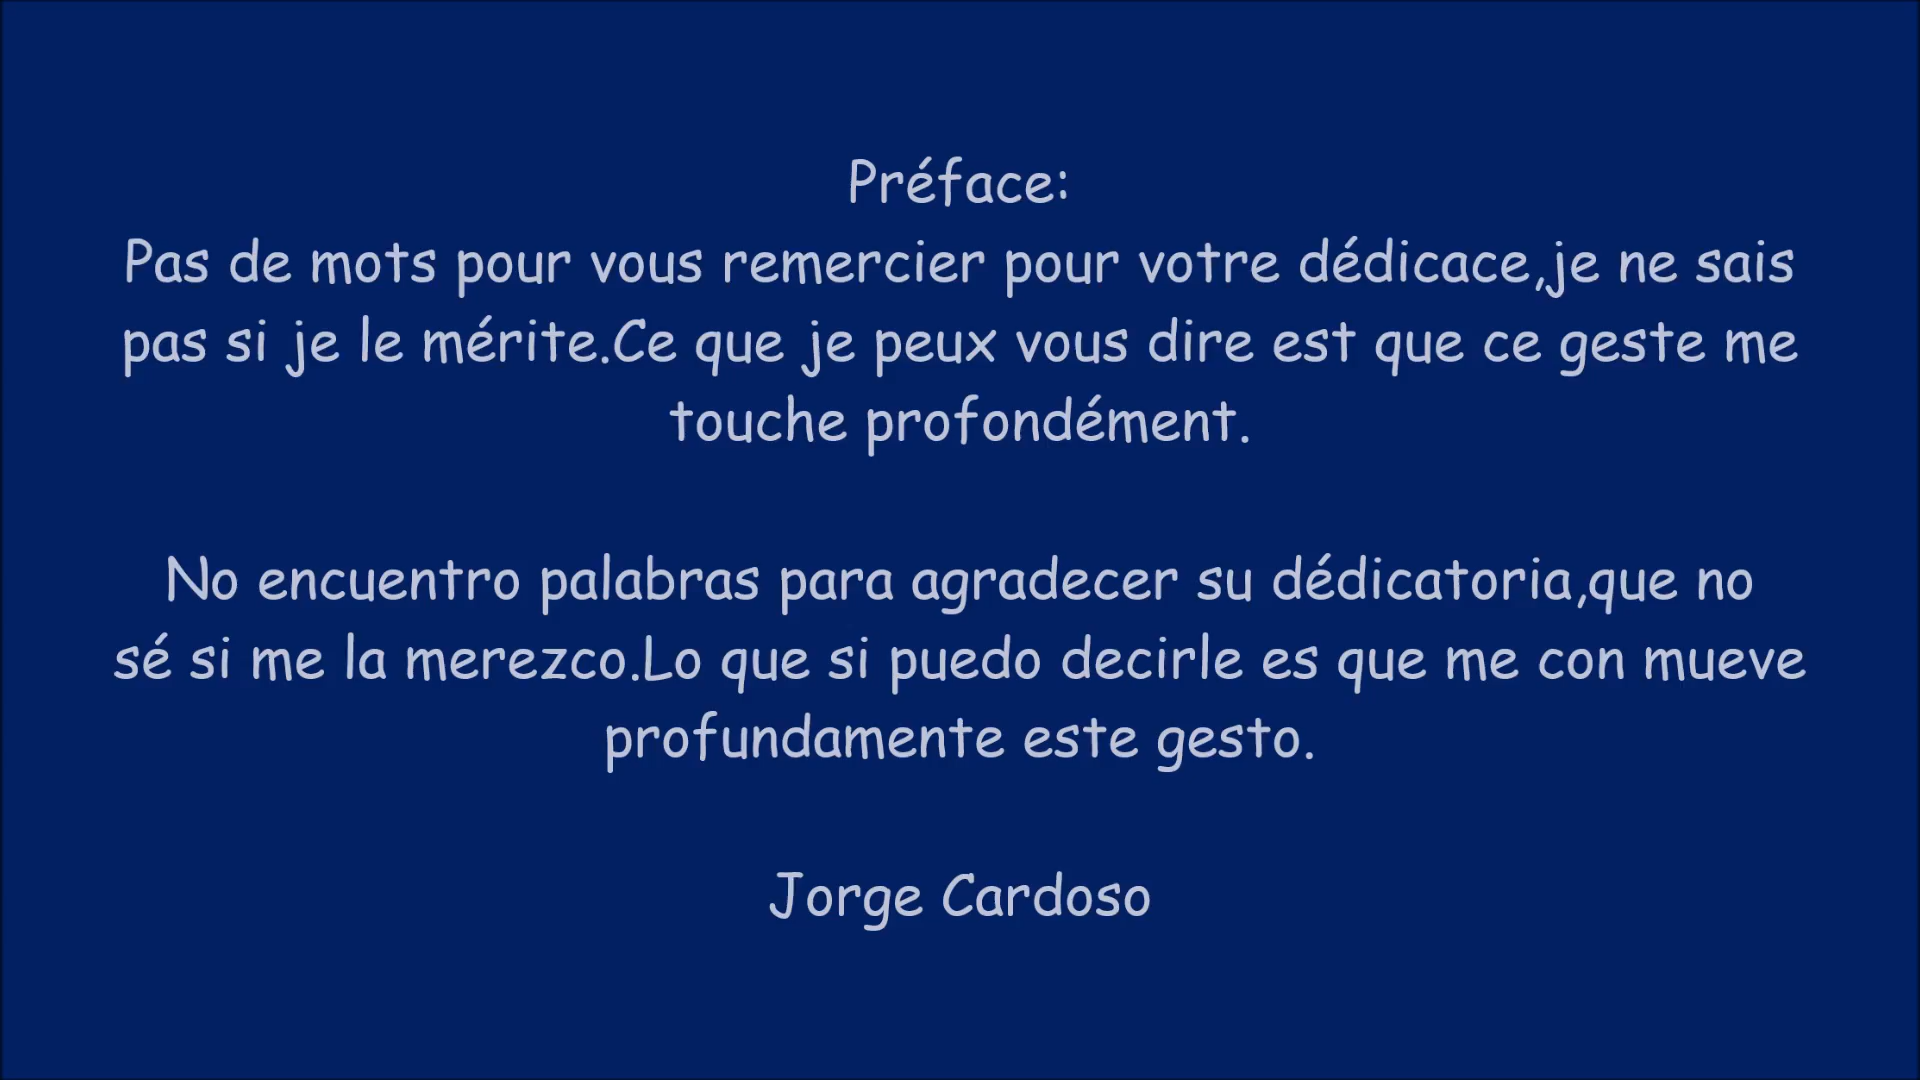 Préface:
Pas de mots pour vous remercier pour votre dédicace,je ne sais
pas si je le mérite.Ce que je peux vous dire est que ce geste me
touche profondément.
No encuentro palabras para agradecer su dédicatoria,que no
sé si me la merezco.Lo que si puedo decirle es que me con mueve
profundamente este gesto.
Jorge Cardoso